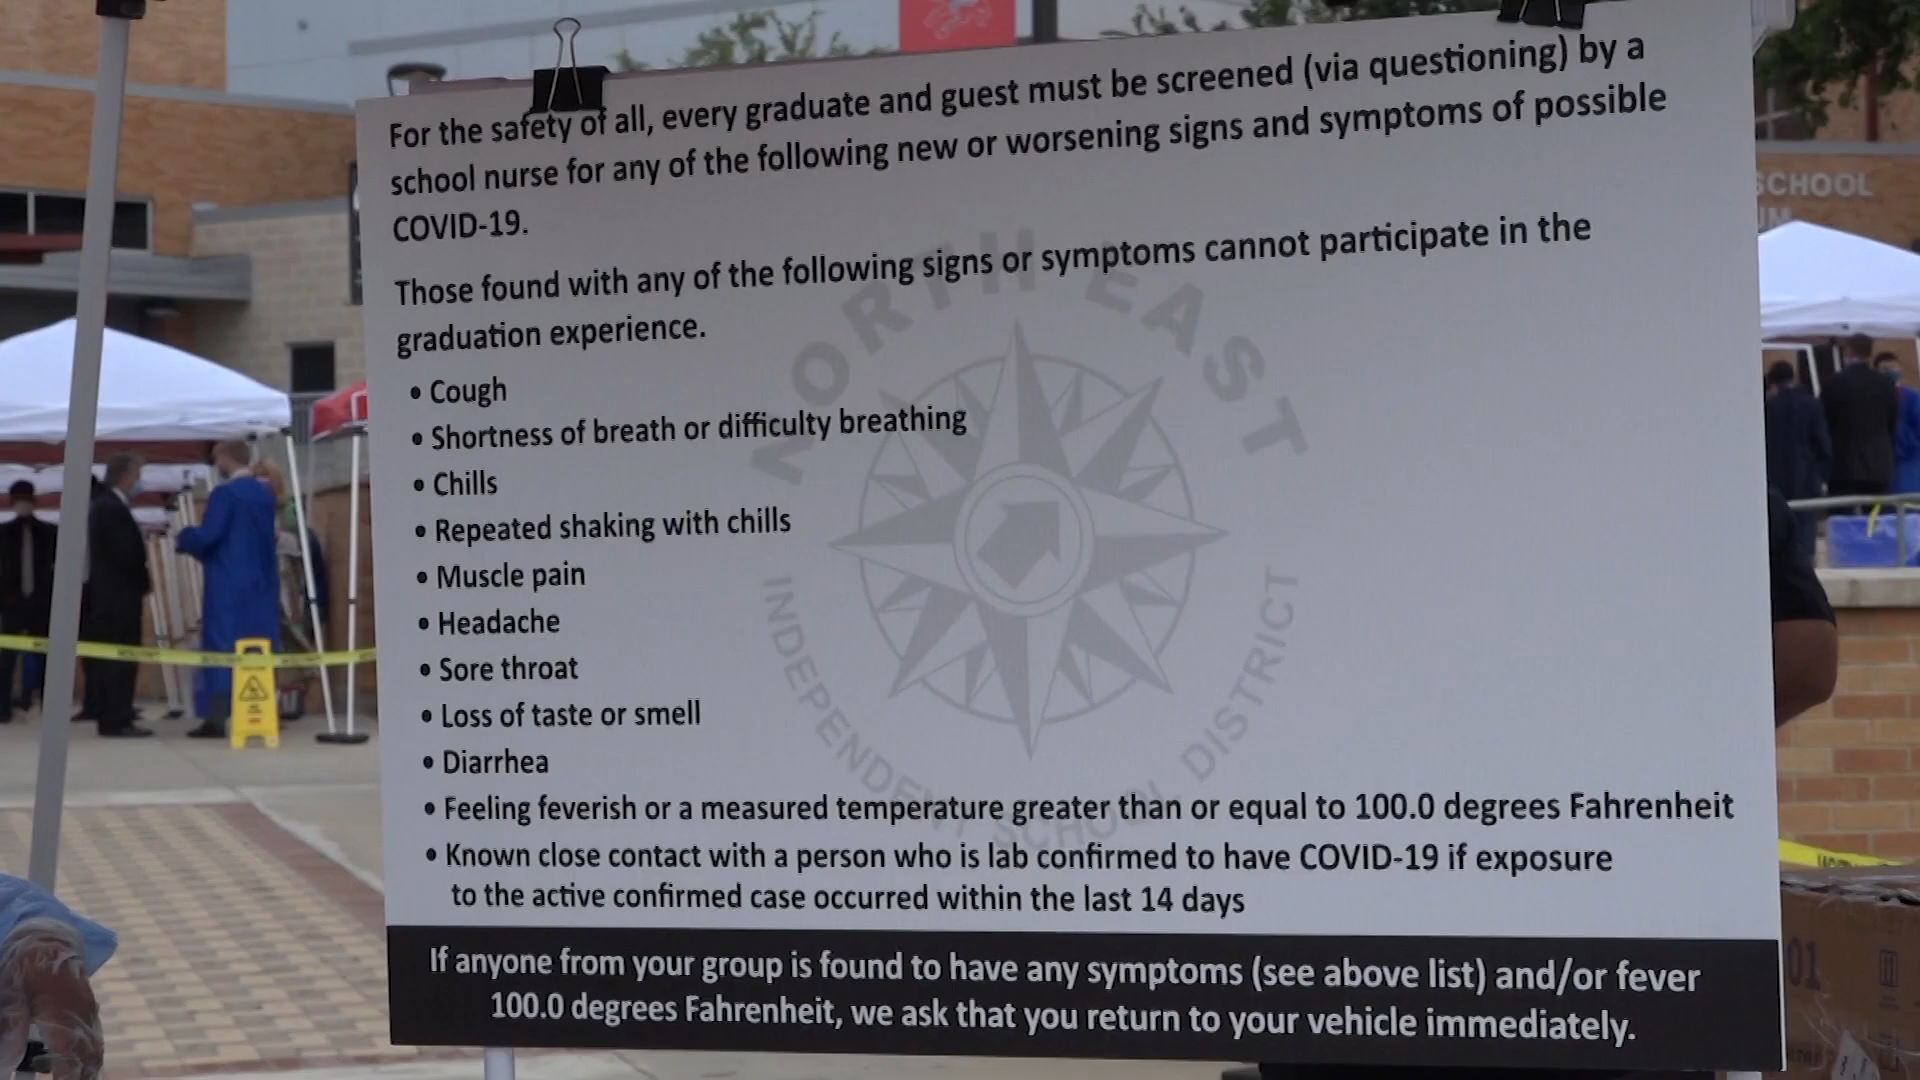 For the safety of all, every graduate and guest must be screened (via questioning) by a
school nurse for any of the following new or worsening signs and symptoms of possible
COVID-19.
Those found with any of the following signs or symptoms cannot participate in the
graduation experience.
• Cough
• Shortness of breath or difficulty breathing
• Chills
• Repeated shaking with chills
• Muscle pain
• Headache
• Sore throat
• Loss of taste or smell
• Diarrhea
• Feeling feverish or a measured temperature greater than or equal to 100.0 degrees Fahrenheit
• Known close contact with a person who is lab confirmed to have COVID-19 if exposure
to the active confirmed case occurred within the last 14 days
If anyone from your group is found to have any symptoms (see above list) and/or fever
100.0 degrees Fahrenheit, we ask that you return to your vehicle immediately.
NORTH EAST
INDEPENDENT SCHOOL DISTRICT
SCHOOL
01